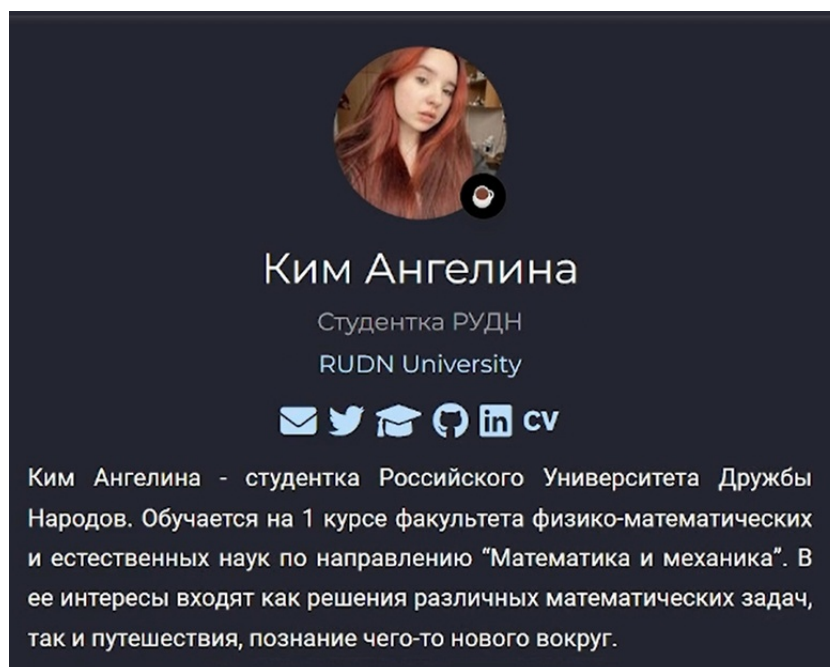 Ким Ангелина
Студентка РУДН
RUDN University
in CV
Ким Ангелина - студентка Российского Университета Дружбы
Народов. Обучается на 1 курсе факультета физико-математических
и естественных наук по направлению “Математика и механика”. В
ее интересы входят как решения различных математических задач,
так и путешествия, познание чего-то нового вокруг.